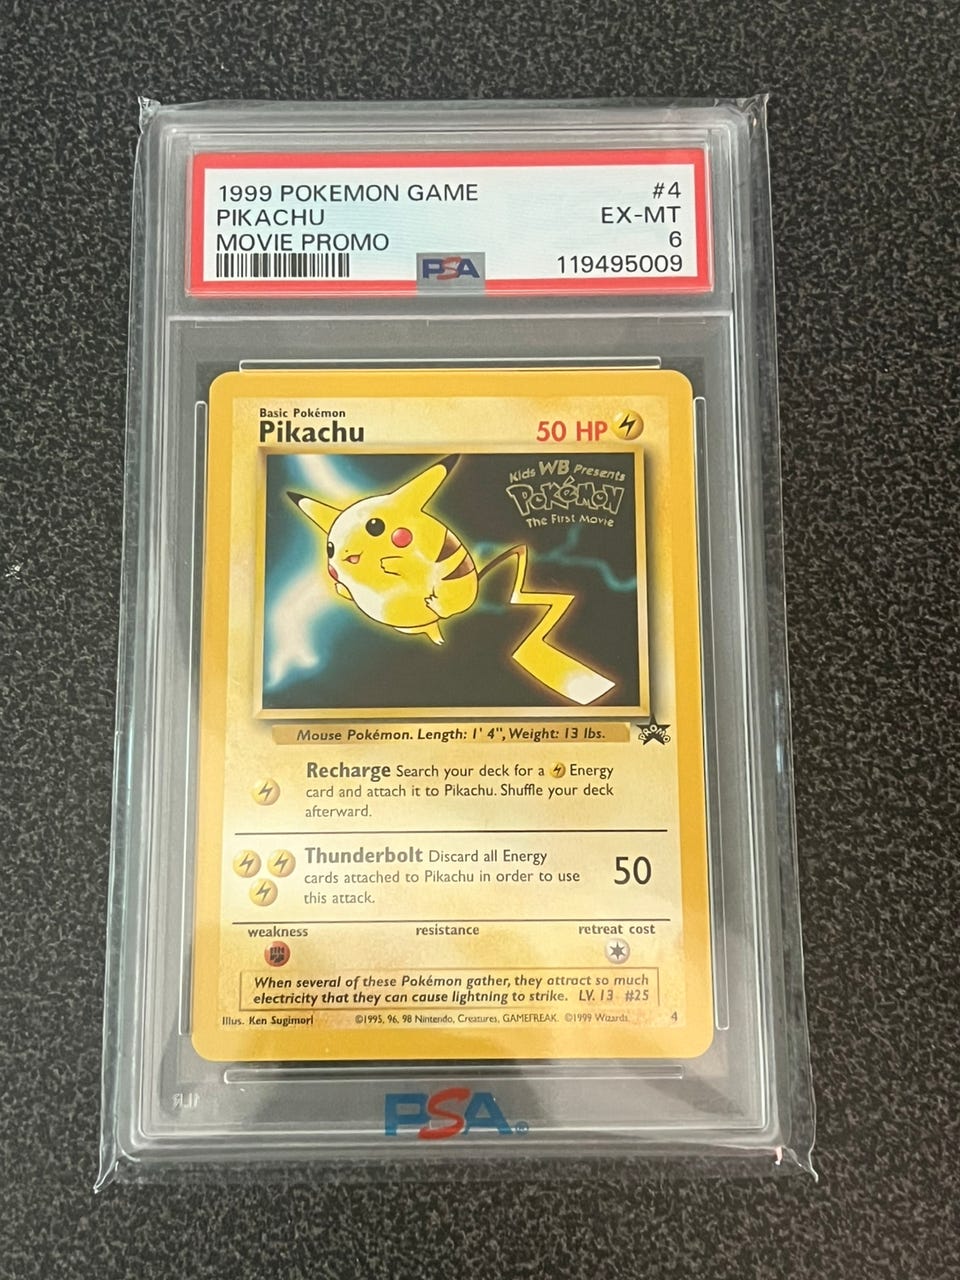 1999 POKEMON GAME #4
PIKACHU EX-MT
MOVIE PROMO 6
PSA 119495009
Basic Pokémon
Pikachu 50 HP
Kids WB Presents
POKéMON
The First Movie
Mouse Pokémon. Length: 1' 4", Weight: 13 lbs.
PROMO
Recharge Search your deck for a Energy
card and attach it to Pikachu. Shuffle your deck
afterward.
Thunderbolt Discard all Energy
cards attached to Pikachu in order to use
this attack.
50
weakness resistance retreat cost
When several of these Pokémon gather, they attract so much
electricity that they can cause lightning to strike. LV. 13 #25
Illus. Ken Sugimori ©1995, 96, 98 Nintendo, Creatures, GAMEFREAK. ©1999 Wizards. 4
PSA®